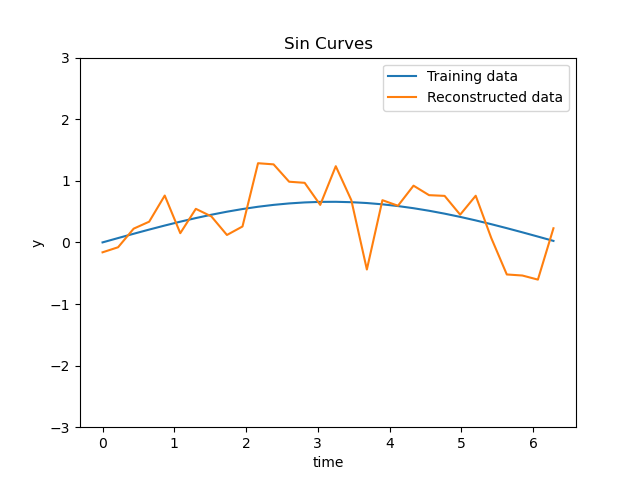 Sin Curves
Training data
Reconstructed data
3
2
1
0
−1
−2
−3
y
0 1 2 3 4 5 6
time